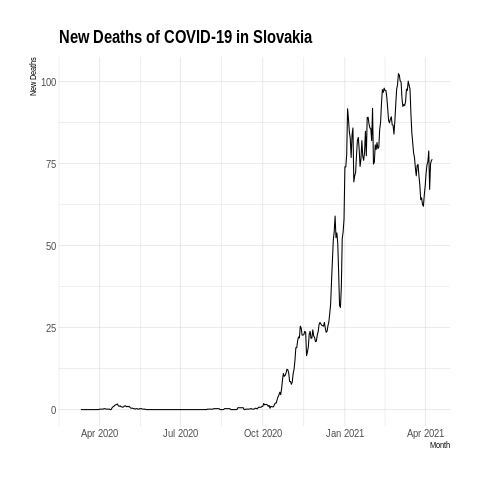 New Deaths of COVID-19 in Slovakia
New Deaths
100
75
50
25
0
Apr 2020
Jul 2020
Oct 2020
Jan 2021
Apr 2021
Month